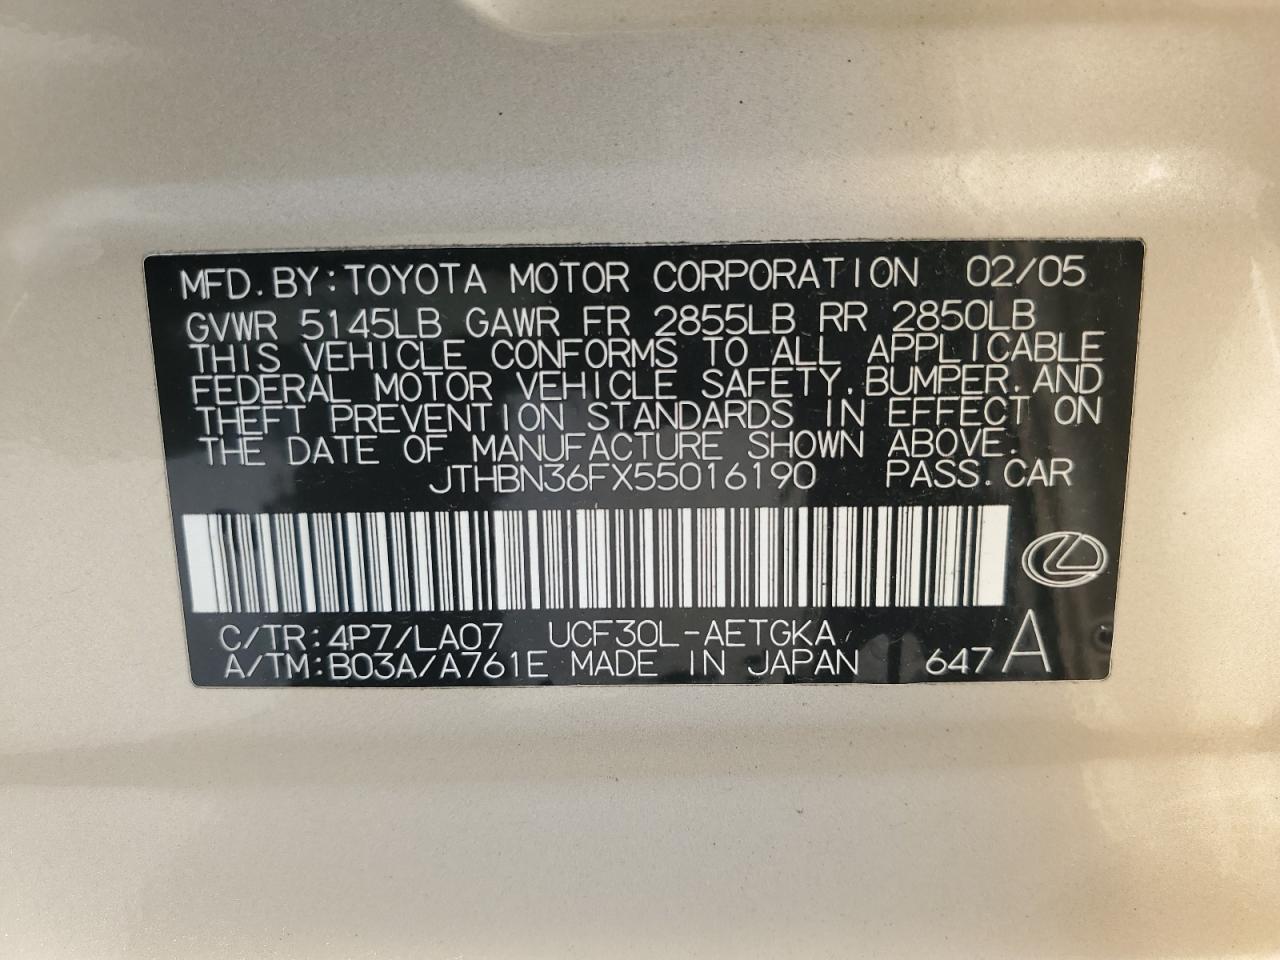 MFD.BY:TOYOTA MOTOR CORPORATION 02/05
GVWR 5145LB GAWR FR 2855LB RR 2850LB
THIS VEHICLE CONFORMS TO ALL APPLICABLE
FEDERAL MOTOR VEHICLE SAFETY,BUMPER,AND
THEFT PREVENTION STANDARDS IN EFFECT ON
THE DATE OF MANUFACTURE SHOWN ABOVE.
JTHBN36FX55016190 PASS.CAR
C/TR:4P7/LA07 UCF30L-AETGKA
A/TM:B03A/A761E MADE IN JAPAN 647 A